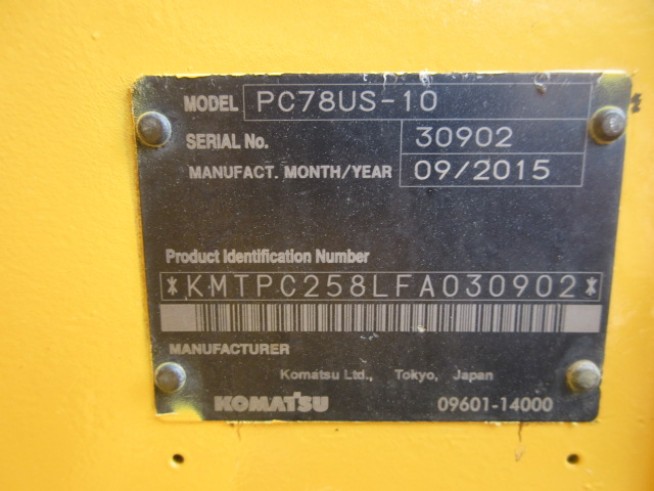 MODEL PC78US-10
SERIAL No. 30902
MANUFACT. MONTH/YEAR 09/2015
Product Identification Number
*KMTPC258LFA030902*
MANUFACTURER
Komatsu Ltd., Tokyo, Japan
KOMATSU 09601-14000